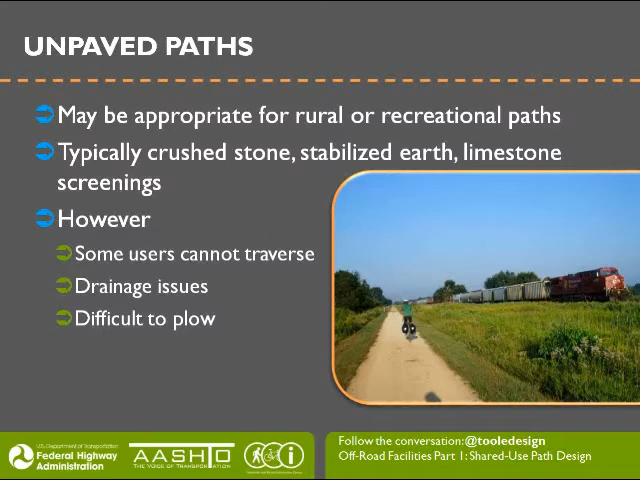 UNPAVED PATHS
May be appropriate for rural or recreational paths
Typically crushed stone, stabilized earth, limestone
screenings
However
Some users cannot traverse
Drainage issues
Difficult to plow
U.S. Department of Transportation
Federal Highway
Administration
AASHTO
THE VOICE OF TRANSPORTATION
Follow the conversation: @tooledesign
Off-Road Facilities Part 1: Shared-Use Path Design